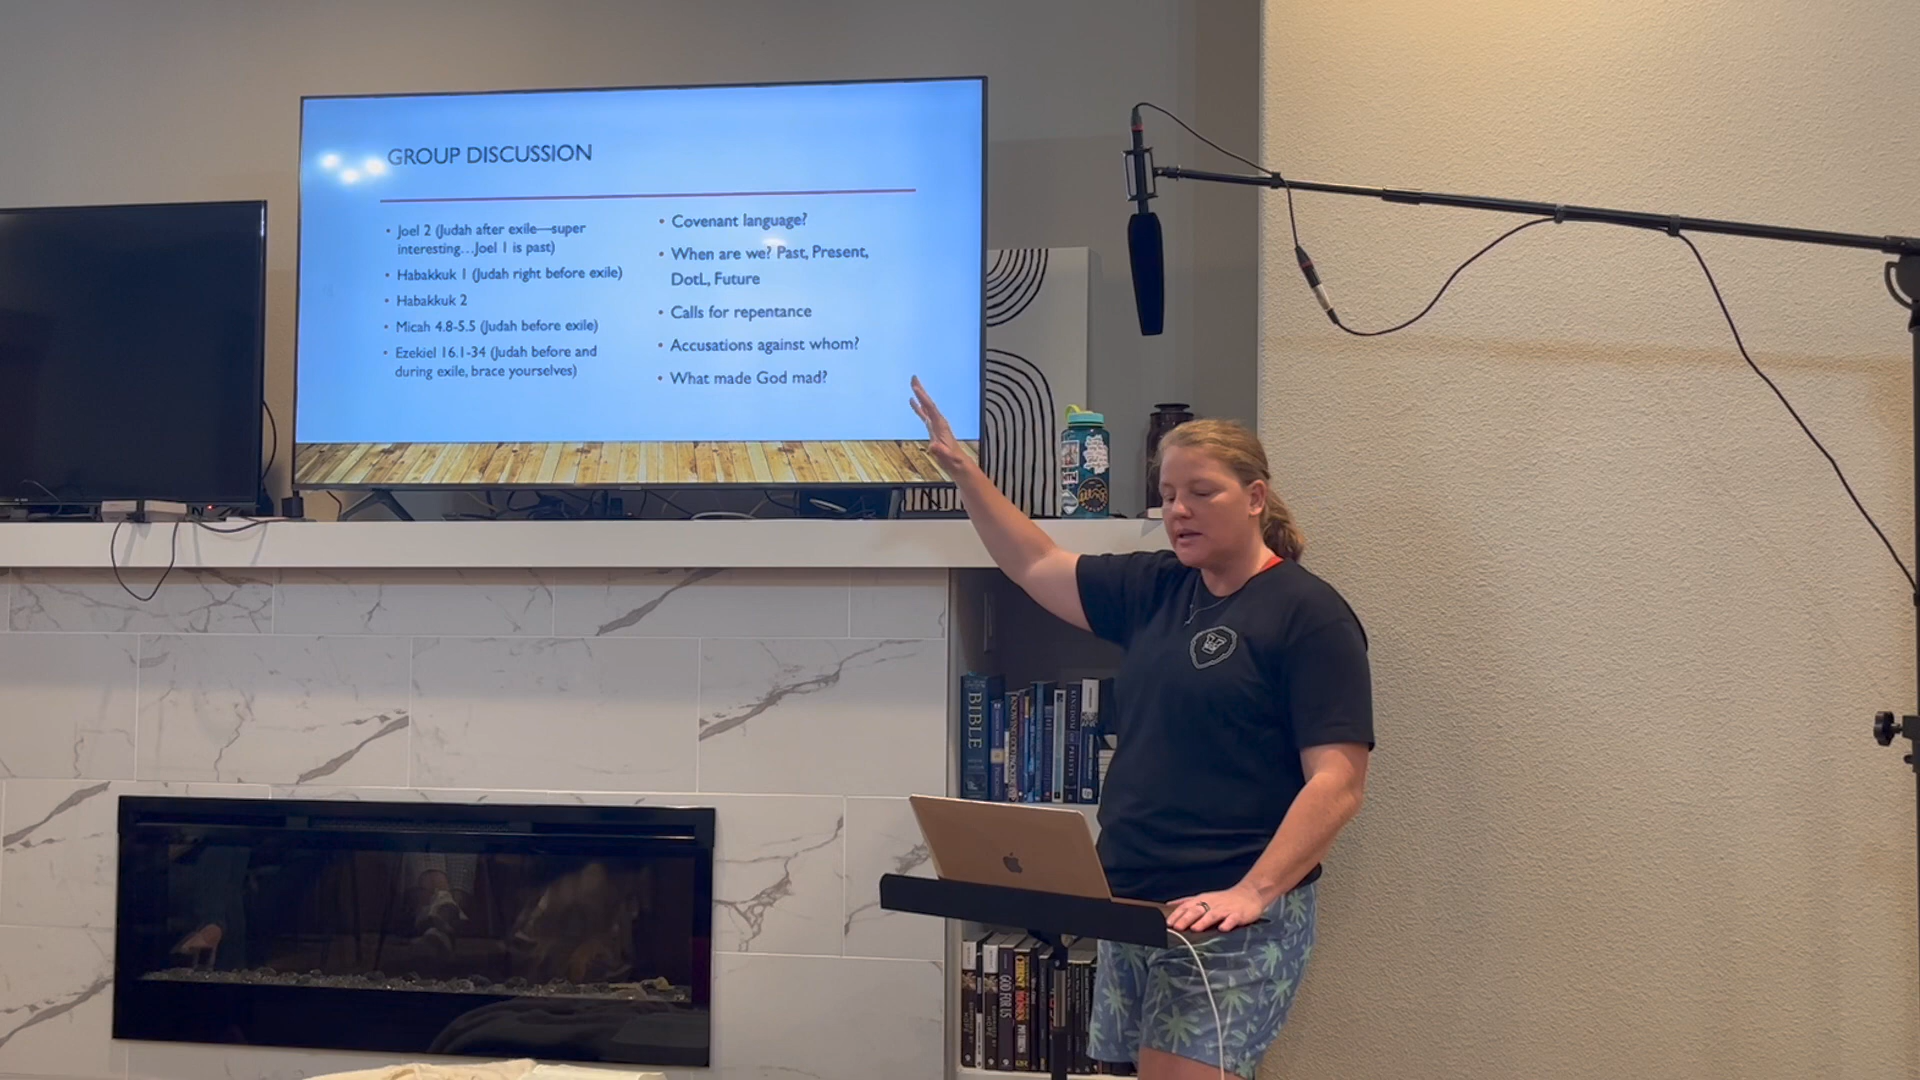 GROUP DISCUSSION
• Joel 2 (Judah after exile—super
interesting…Joel 1 is past)
• Habakkuk 1 (Judah right before exile)
• Habakkuk 2
• Micah 4.8-5.5 (Judah before exile)
• Ezekiel 16.1-34 (Judah before and
during exile, brace yourselves)
• Covenant language?
• When are we? Past, Present,
DotL, Future
• Calls for repentance
• Accusations against whom?
• What made God mad?
BIBLE
GOD FOR US